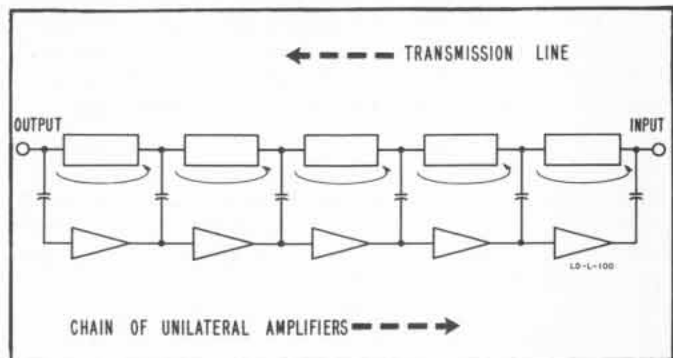 TRANSMISSION LINE
OUTPUT
INPUT
LD-L-100
CHAIN OF UNILATERAL AMPLIFIERS